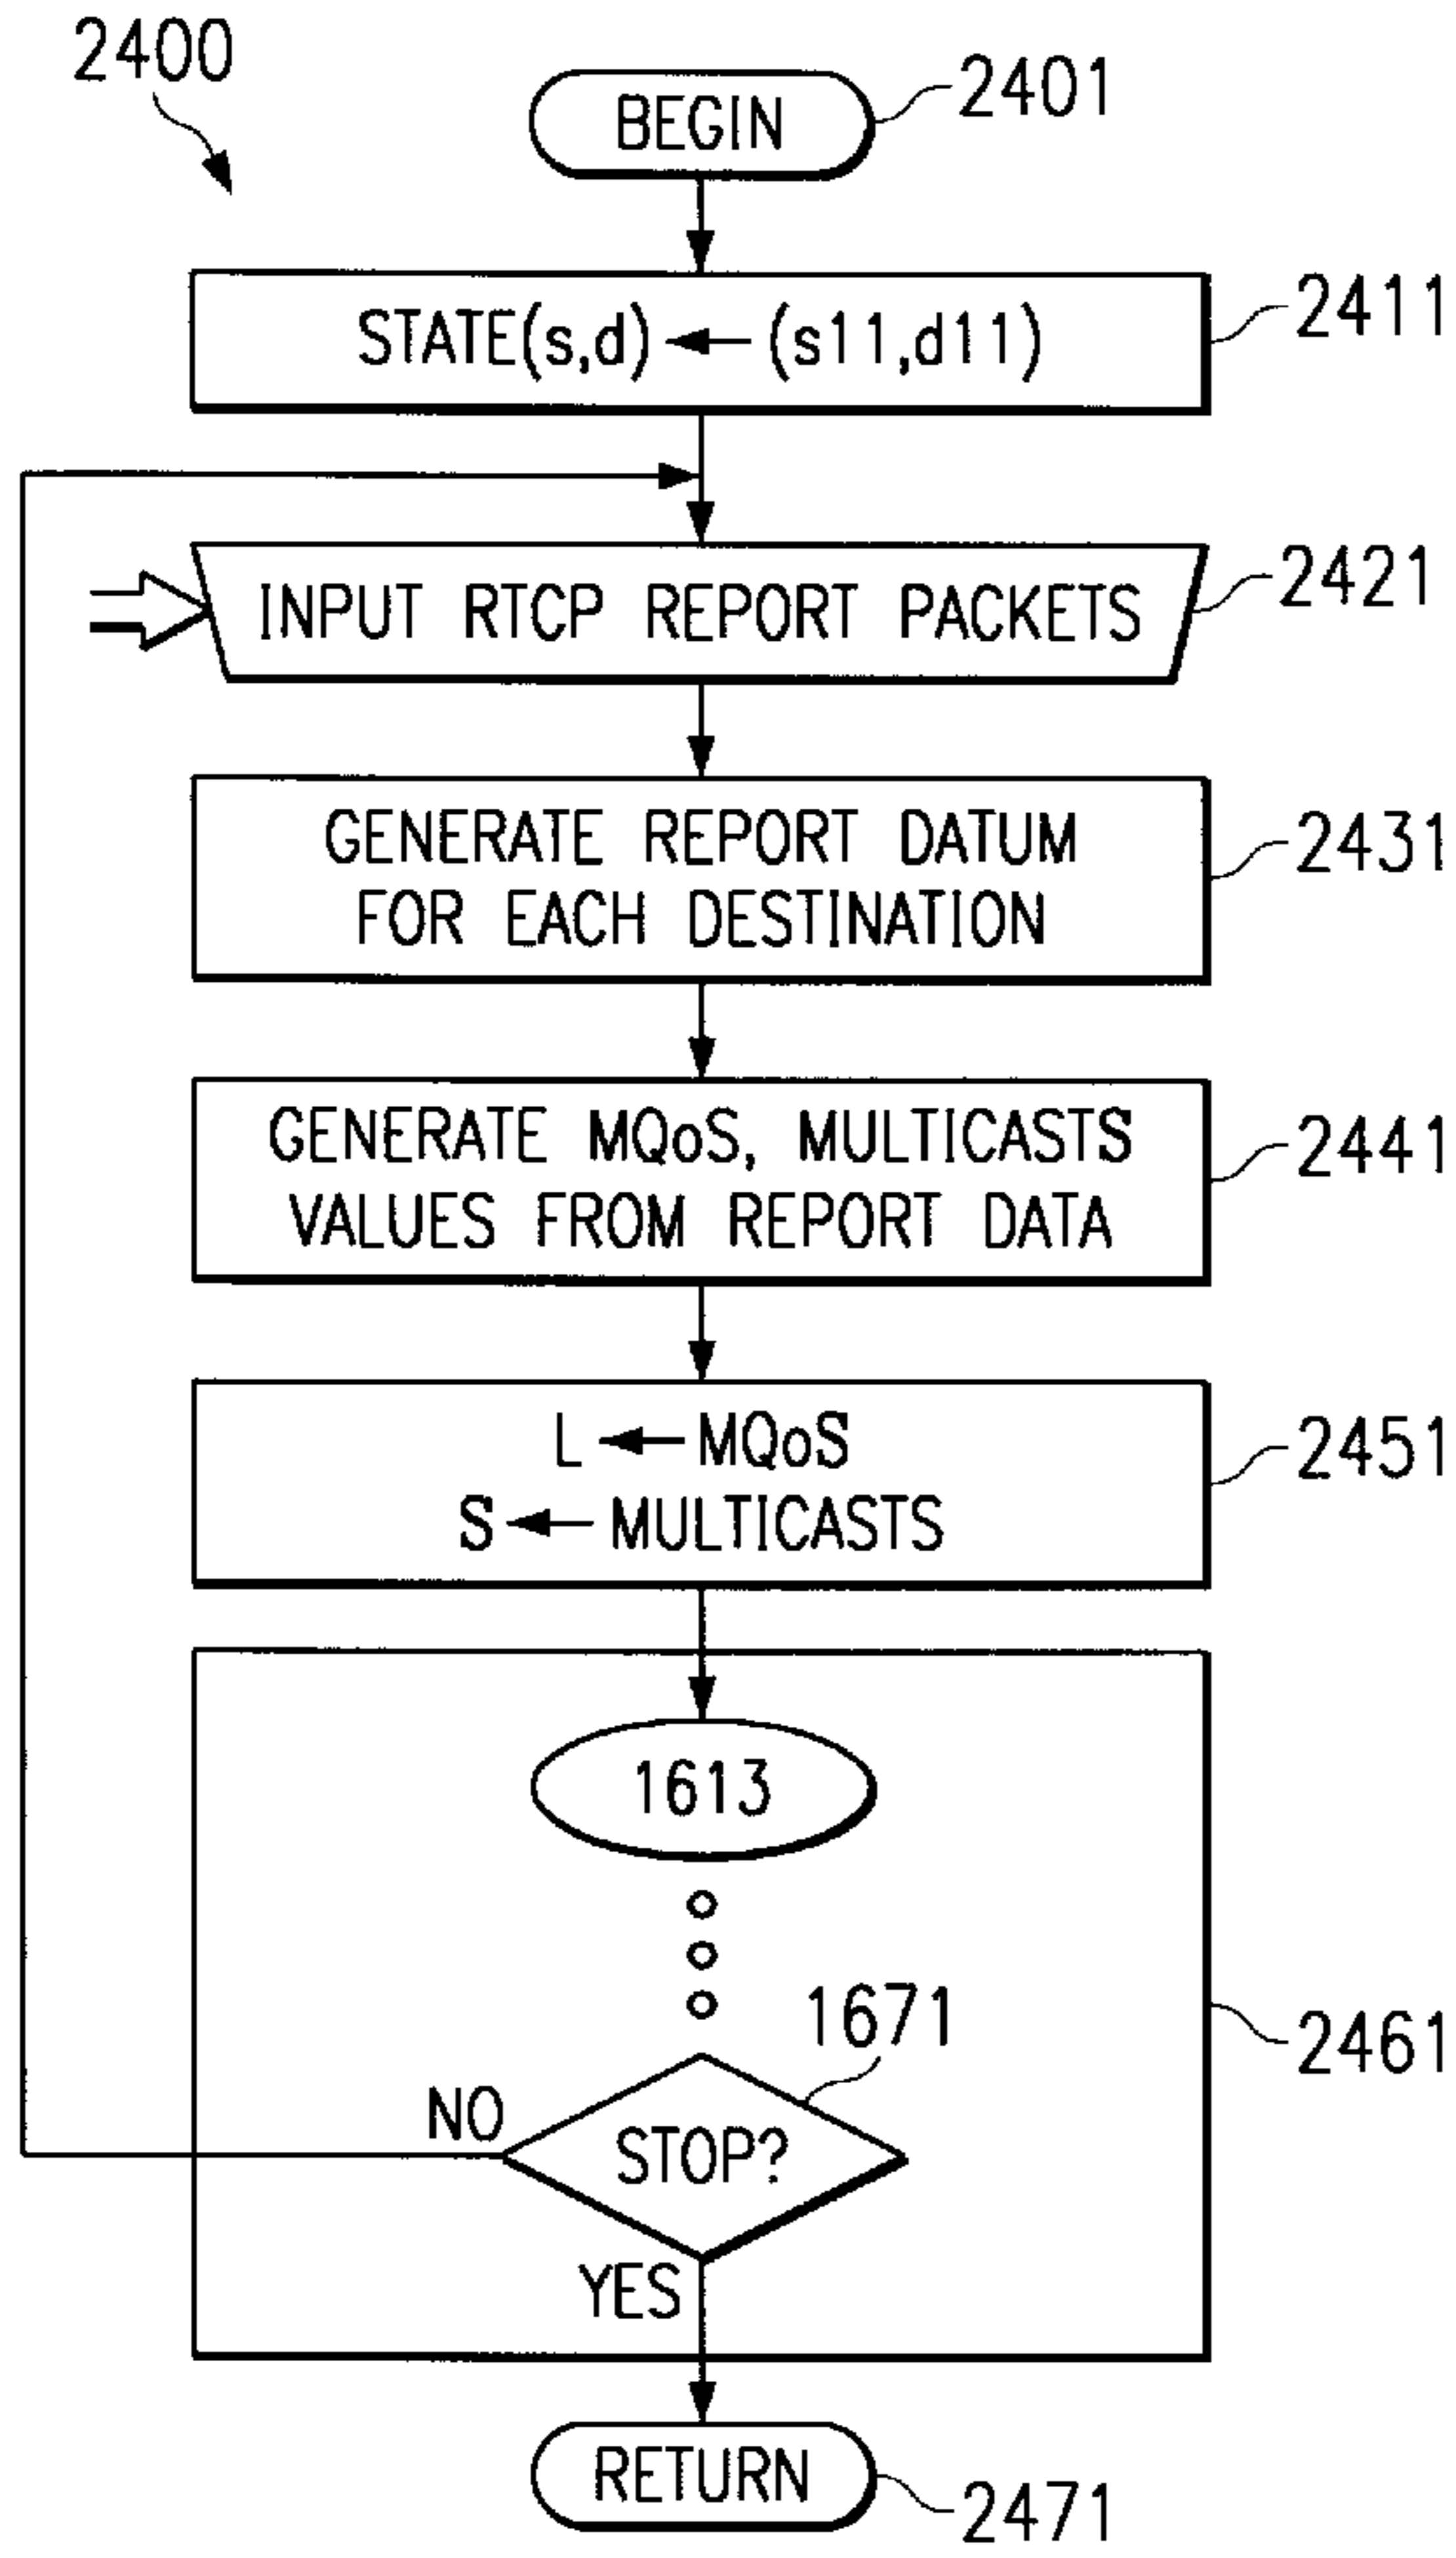 2400
BEGIN
2401
STATE(s,d) ← (s11,d11)
2411
INPUT RTCP REPORT PACKETS
2421
GENERATE REPORT DATUM
FOR EACH DESTINATION
2431
GENERATE MQoS, MULTICASTS
VALUES FROM REPORT DATA
2441
L ← MQoS
S ← MULTICASTS
2451
1613
1671
2461
NO
STOP?
YES
RETURN
2471